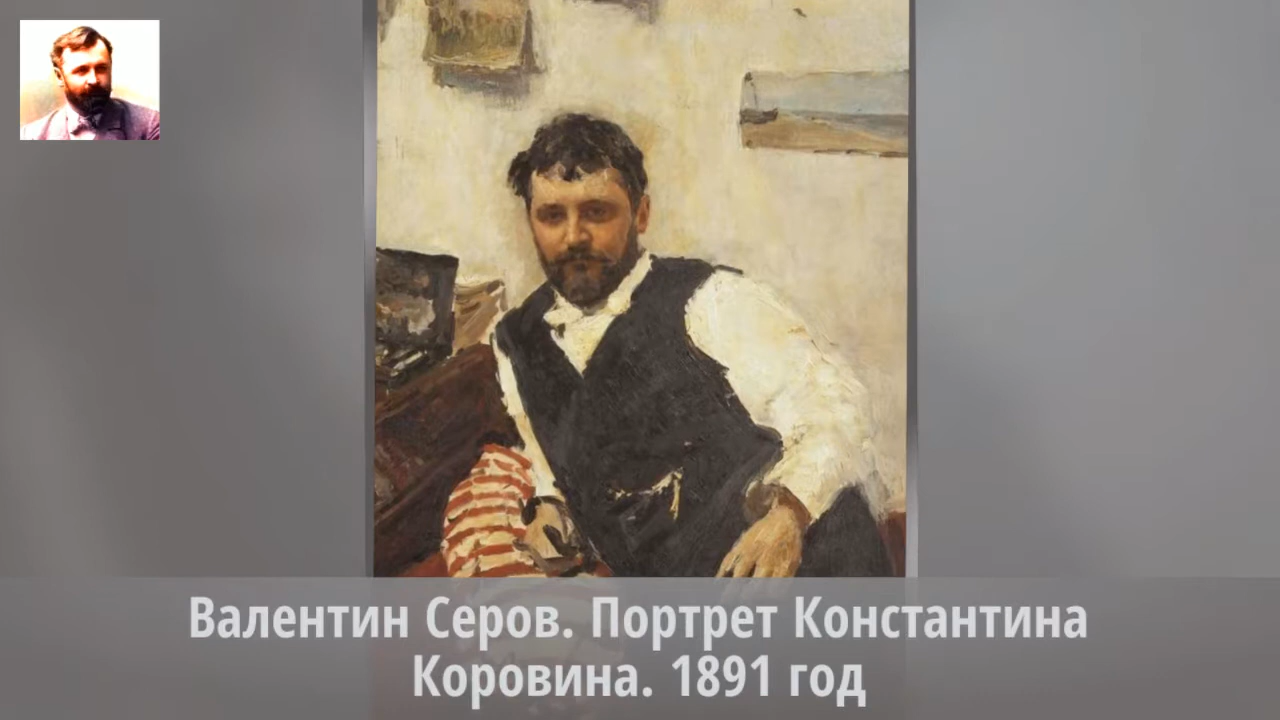 Валентин Серов. Портрет Константина
Коровина. 1891 год